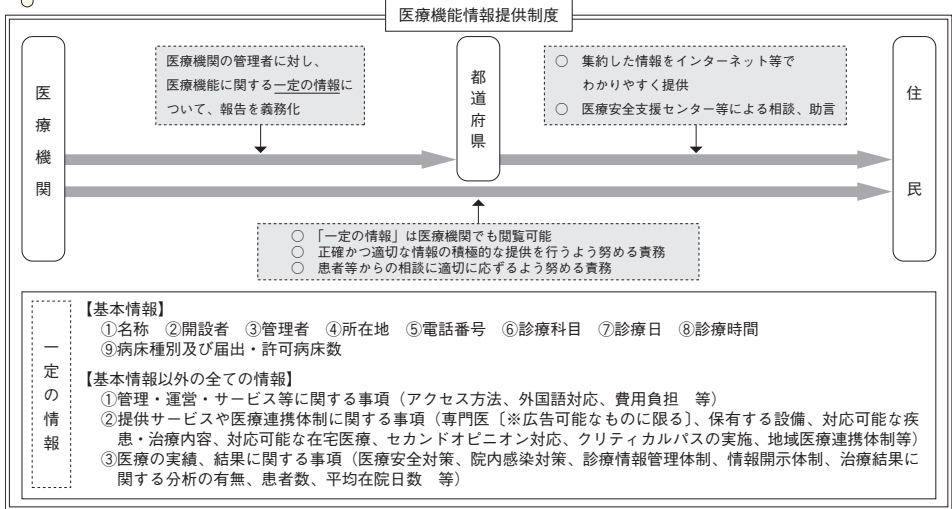 医療機能情報提供制度
医療機関
医療機関の管理者に対し、
医療機能に関する一定の情報に
ついて、報告を義務化
都道府県
○ 集約した情報をインターネット等で
わかりやすく提供
○ 医療安全支援センター等による相談、助言
住民
○ 「一定の情報」は医療機関でも閲覧可能
○ 正確かつ適切な情報の積極的な提供を行うよう努める責務
○ 患者等からの相談に適切に応ずるよう努める責務
一定の情報
【基本情報】
①名称 ②開設者 ③管理者 ④所在地 ⑤電話番号 ⑥診療科目 ⑦診療日 ⑧診療時間
⑨病床種別及び届出・許可病床数
【基本情報以外の全ての情報】
①管理・運営・サービス等に関する事項（アクセス方法、外国語対応、費用負担 等）
②提供サービスや医療連携体制に関する事項（専門医〔※広告可能なものに限る〕、保有する設備、対応可能な疾
患・治療内容、対応可能な在宅医療、セカンドオピニオン対応、クリティカルパスの実施、地域医療連携体制等）
③医療の実績、結果に関する事項（医療安全対策、院内感染対策、診療情報管理体制、情報開示体制、治療結果に
関する分析の有無、患者数、平均在院日数 等）